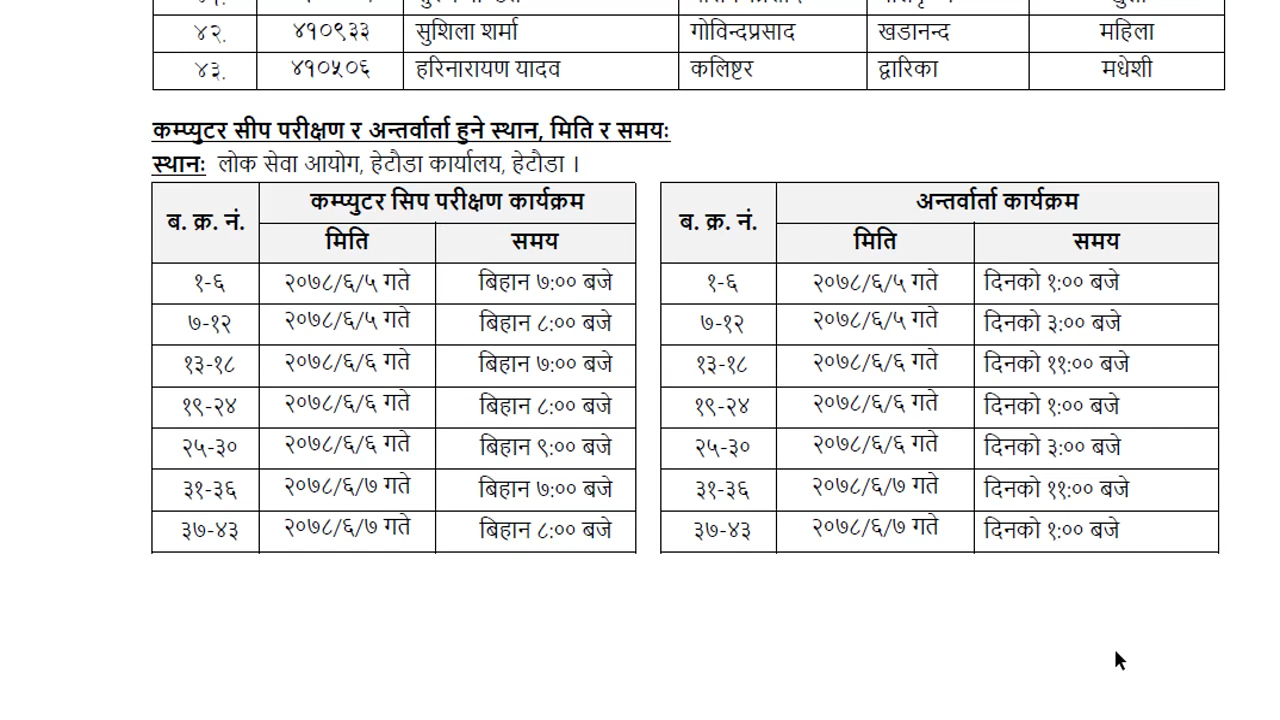 ४२. ४१०९३३ सुशिला शर्मा गोविन्दप्रसाद खडानन्द महिला
४३. ४१०५०६ हरिनारायण यादव कलिष्टर द्वारिका मधेशी
कम्प्युटर सीप परीक्षण र अन्तर्वार्ता हुने स्थान, मिति र समयः
स्थानः लोक सेवा आयोग, हेटौडा कार्यालय, हेटौडा ।
ब. क्र. नं. कम्प्युटर सिप परीक्षण कार्यक्रम ब. क्र. नं. अन्तर्वार्ता कार्यक्रम
मिति समय मिति समय
१-६ २०७८/६/५ गते बिहान ७:०० बजे १-६ २०७८/६/५ गते दिनको १:०० बजे
७-१२ २०७८/६/५ गते बिहान ८:०० बजे ७-१२ २०७८/६/५ गते दिनको ३:०० बजे
१३-१८ २०७८/६/६ गते बिहान ७:०० बजे १३-१८ २०७८/६/६ गते दिनको ११:०० बजे
१९-२४ २०७८/६/६ गते बिहान ८:०० बजे १९-२४ २०७८/६/६ गते दिनको १:०० बजे
२५-३० २०७८/६/६ गते बिहान ९:०० बजे २५-३० २०७८/६/६ गते दिनको ३:०० बजे
३१-३६ २०७८/६/७ गते बिहान ७:०० बजे ३१-३६ २०७८/६/७ गते दिनको ११:०० बजे
३७-४३ २०७८/६/७ गते बिहान ८:०० बजे ३७-४३ २०७८/६/७ गते दिनको १:०० बजे